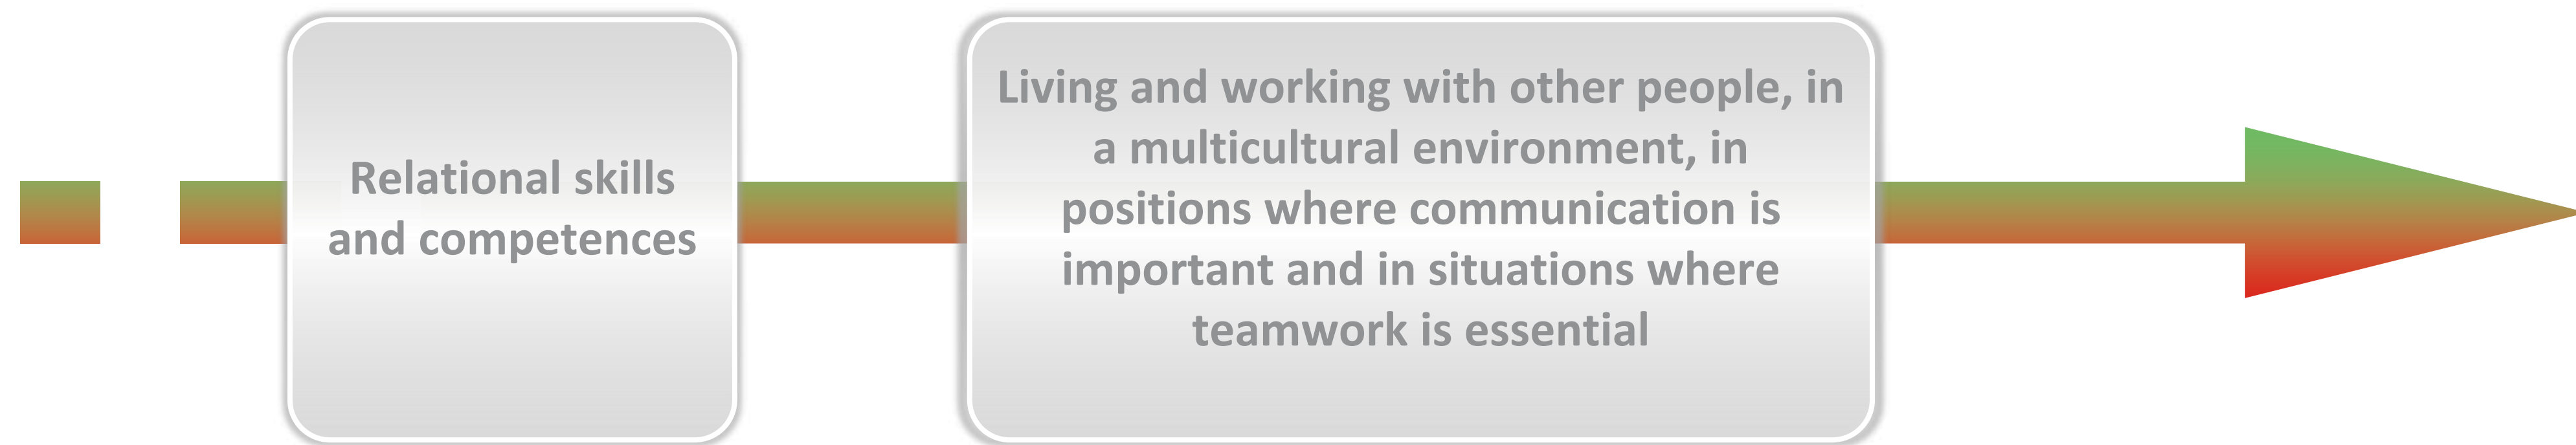 Relational skills
and competences
Living and working with other people, in
a multicultural environment, in
positions where communication is
important and in situations where
teamwork is essential